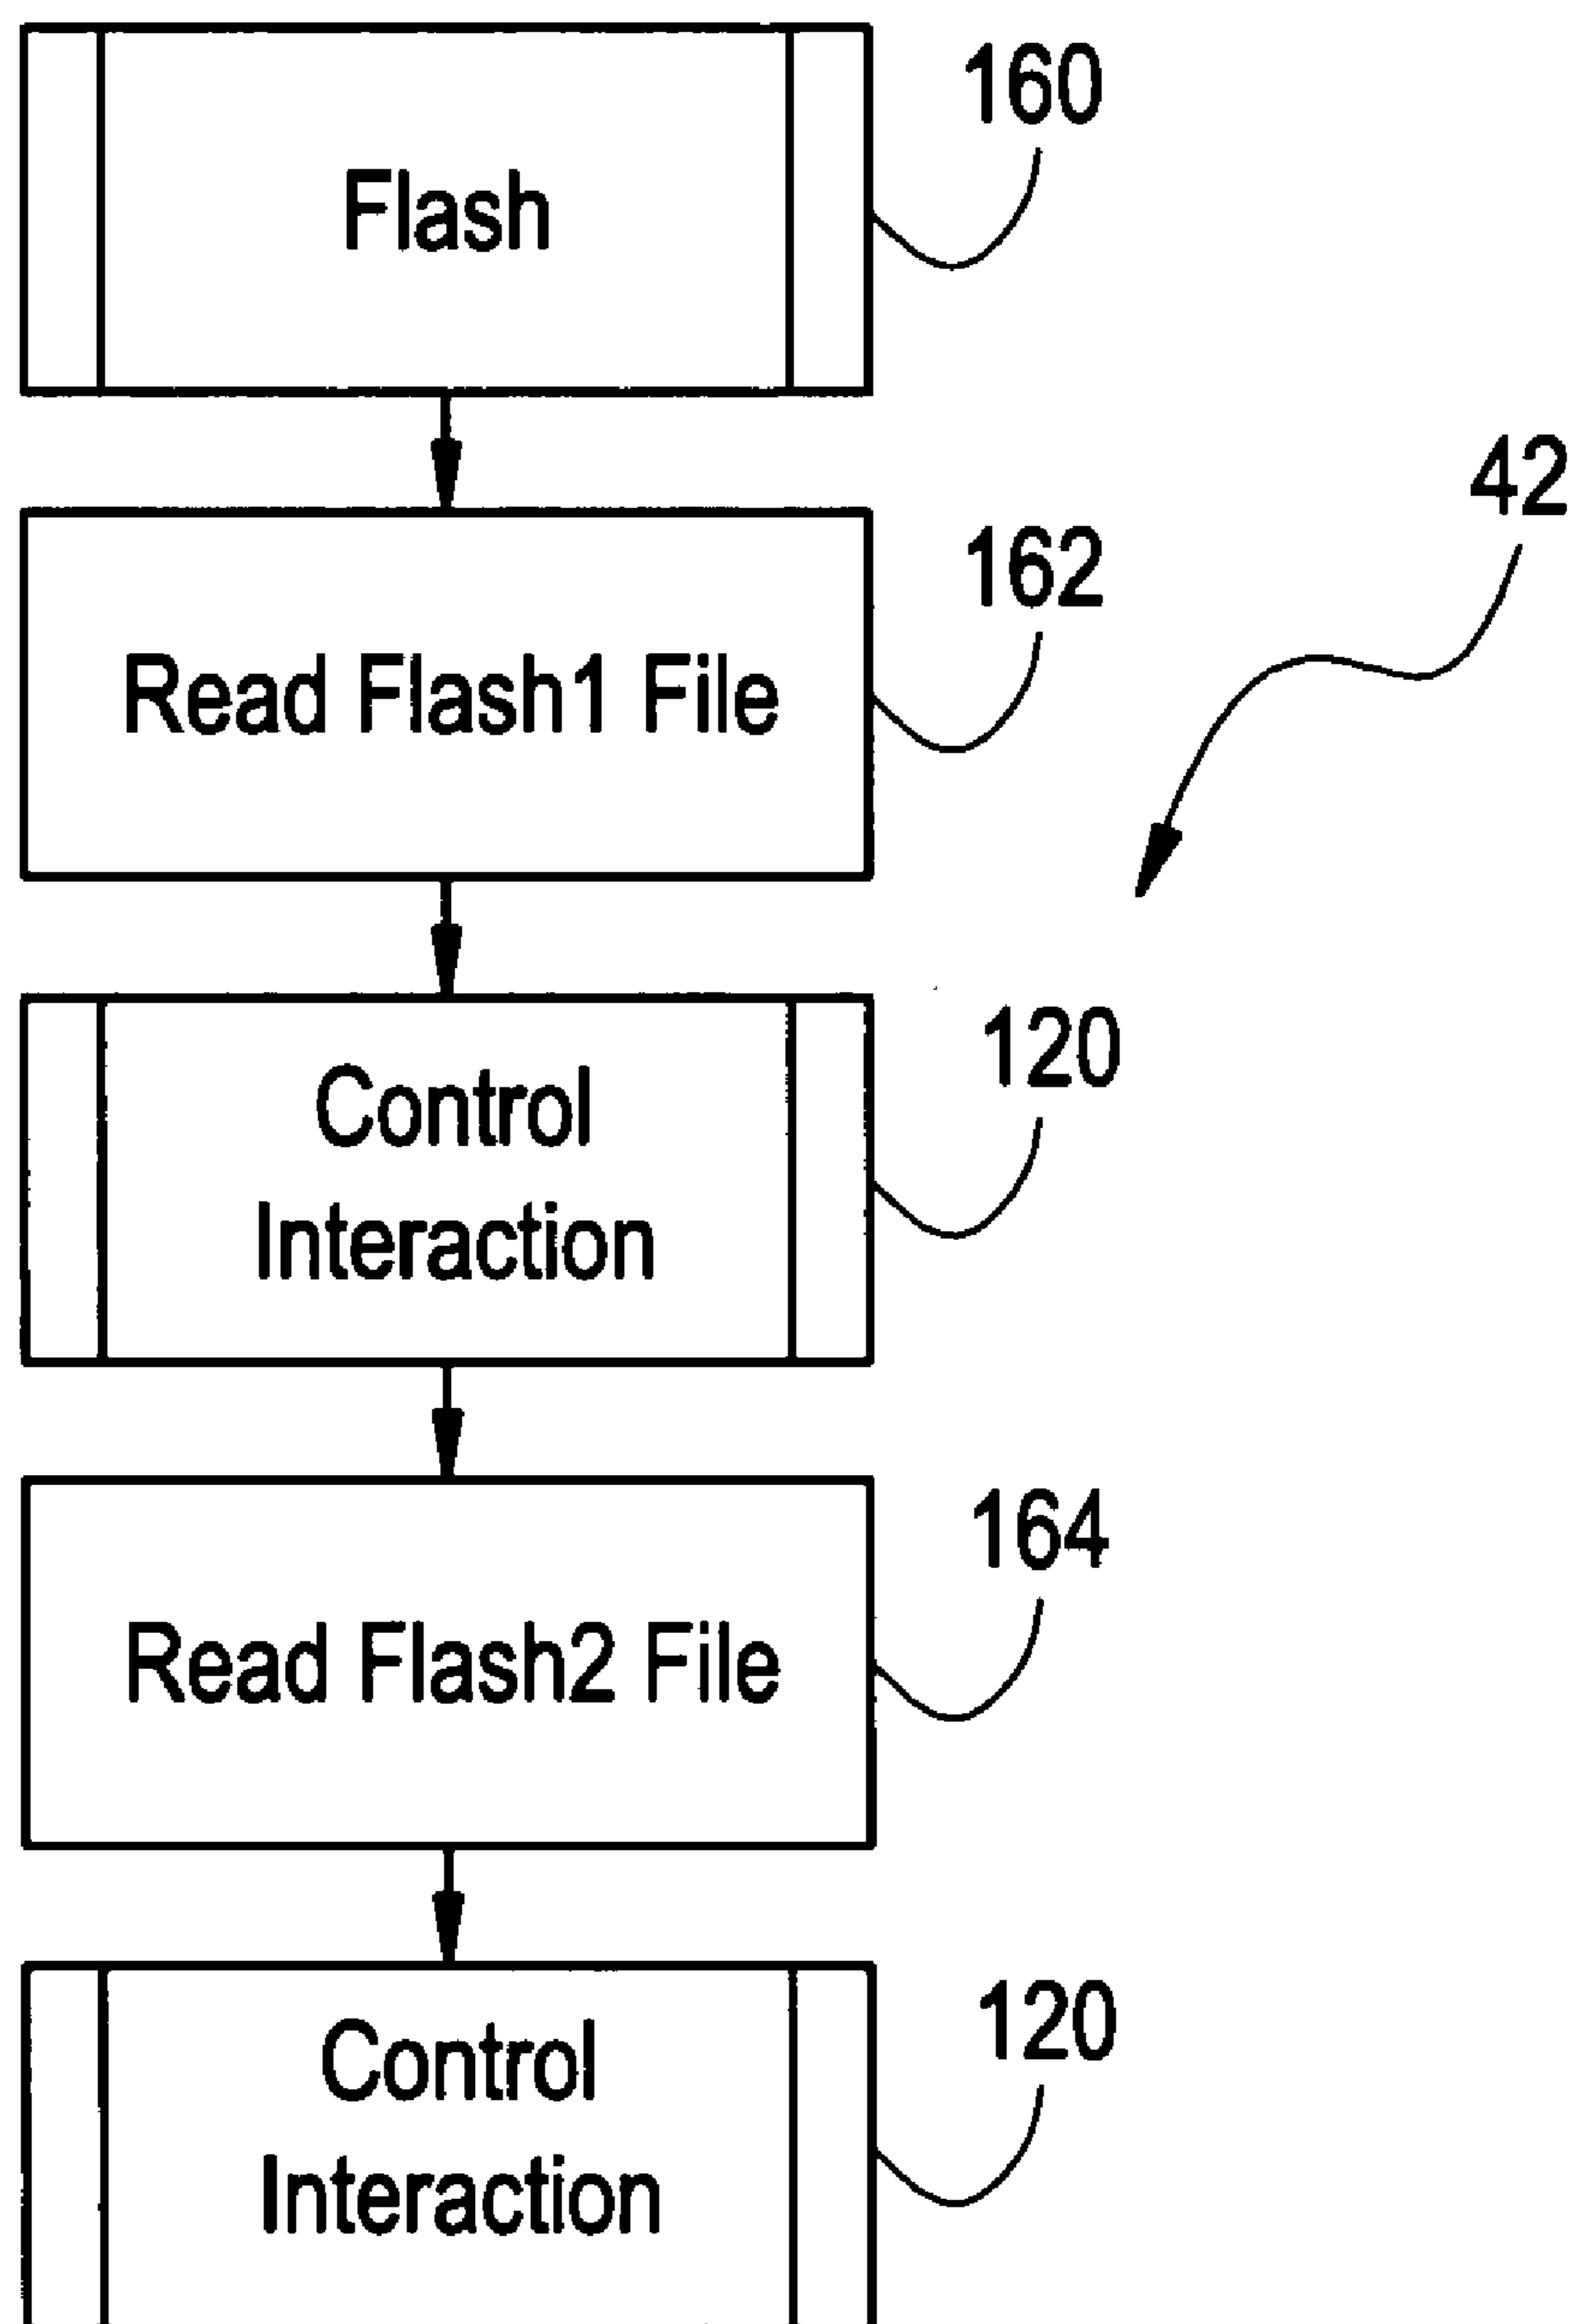 Flash
160
42
Read Flash1 File
162
Control
Interaction
120
Read Flash2 File
164
Control
Interaction
120